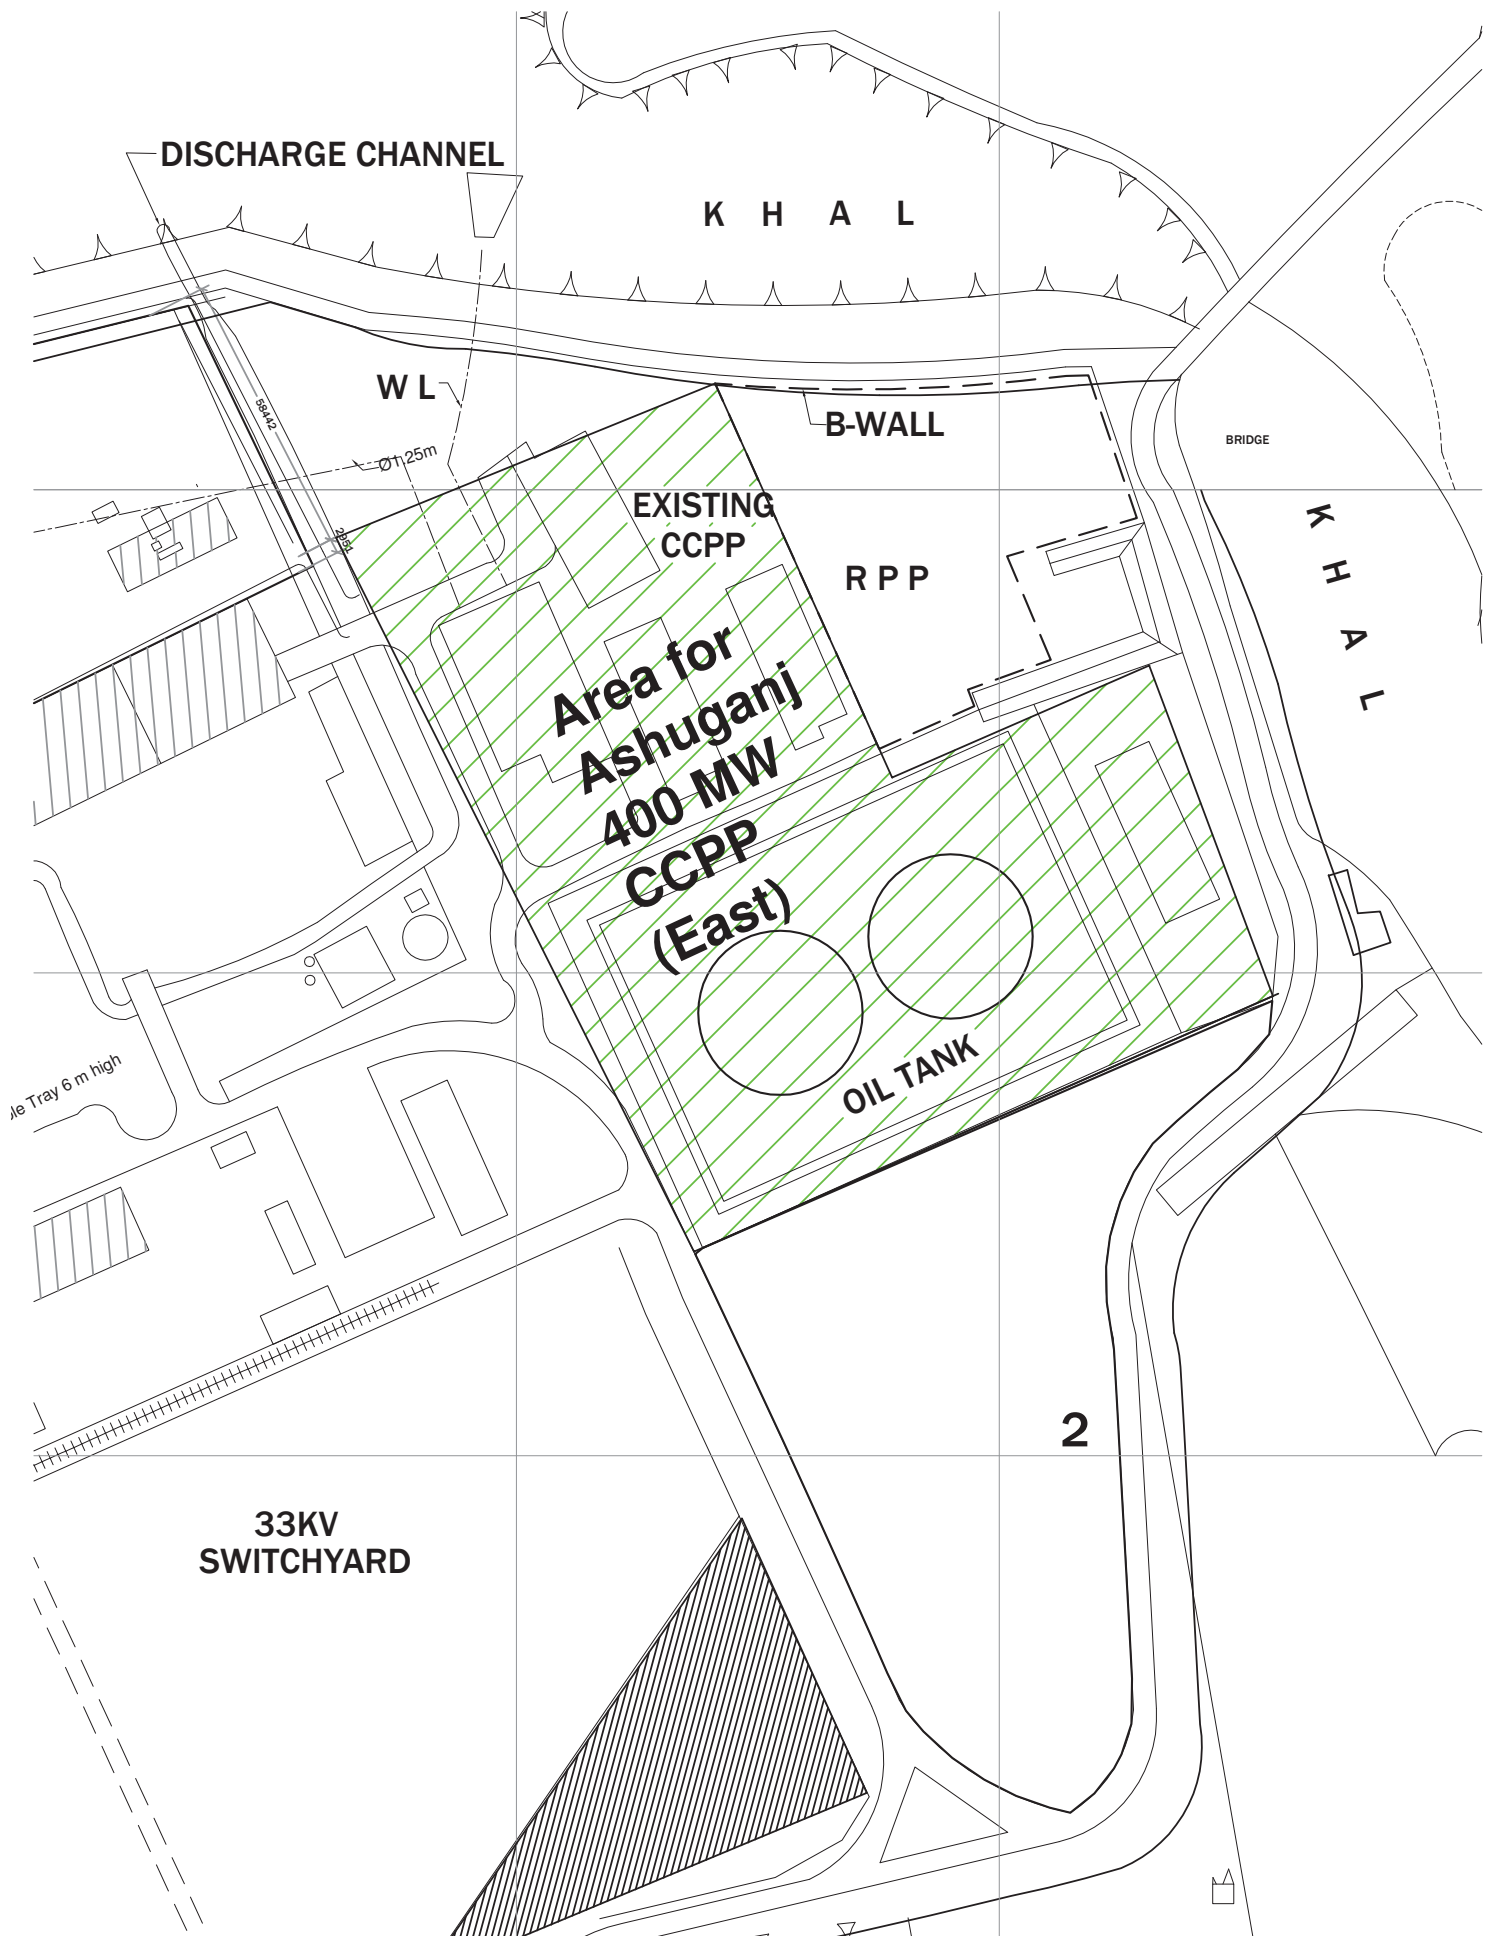 DISCHARGE CHANNEL
K H A L
W L
B-WALL
58442
Ø1.25m
BRIDGE
EXISTING
CCPP
2951
R P P
K H A L
Area for
Ashuganj
400 MW
CCPP
(East)
OIL TANK
Tray 6 m high
2
33KV
SWITCHYARD